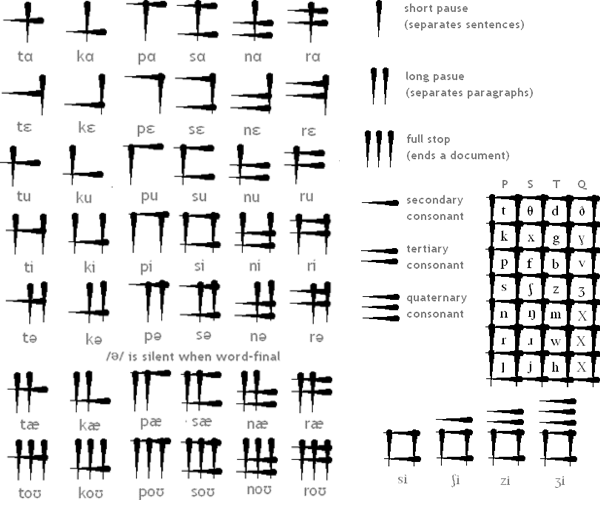 tɑ kɑ pɑ sɑ nɑ rɑ
tɛ kɛ pɛ sɛ nɛ rɛ
tu ku pu su nu ru
ti ki pi si ni ri
tə kə pə sə nə rə
/ə/ is silent when word-final
tæ kæ pæ sæ næ ræ
toʊ koʊ poʊ soʊ noʊ roʊ
short pause
(separates sentences)
long pasue
(separates paragraphs)
full stop
(ends a document)
secondary
consonant
tertiary
consonant
quaternary
consonant
P S T Q
t θ d ð
k x g ɣ
p f b v
s ʃ z ʒ
n ŋ m X
r ɹ w X
l j h X
si ʃi zi ʒi